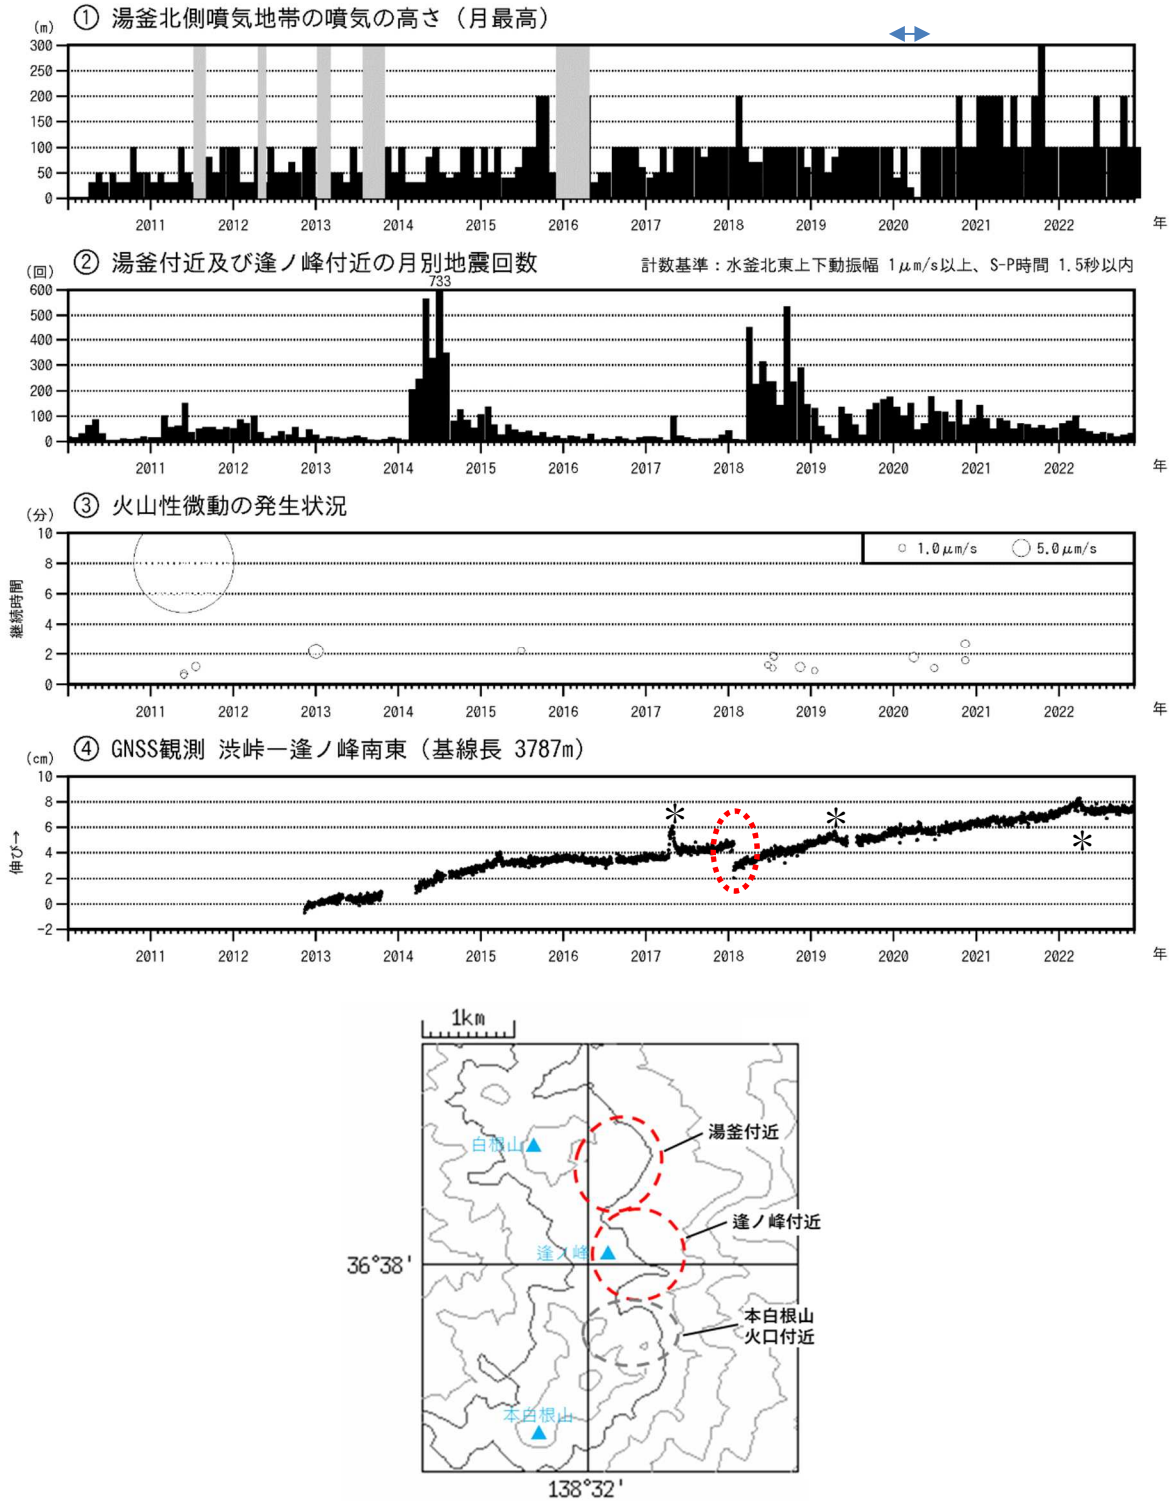 ① 湯釜北側噴気地帯の噴気の高さ（月最高）
(m)
300
250
200
150
100
50
0
2011 2012 2013 2014 2015 2016 2017 2018 2019 2020 2021 2022 年
② 湯釜付近及び逢ノ峰付近の月別地震回数
計数基準：水釜北東上下動振幅 1μm/s以上、S-P時間 1.5秒以内
(回)
733
600
500
400
300
200
100
0
2011 2012 2013 2014 2015 2016 2017 2018 2019 2020 2021 2022 年
③ 火山性微動の発生状況
(分)
10
8
6
4
2
0
継続時間
1.0μm/s 5.0μm/s
2011 2012 2013 2014 2015 2016 2017 2018 2019 2020 2021 2022 年
④ GNSS観測 渋峠－逢ノ峰南東（基線長 3787m）
(cm)
10
8
6
4
2
0
-2
伸び→
＊ ＊ ＊
2011 2012 2013 2014 2015 2016 2017 2018 2019 2020 2021 2022 年
1km
湯釜付近
白根山
逢ノ峰付近
逢ノ峰
36°38'
本白根山
火口付近
本白根山
138°32'